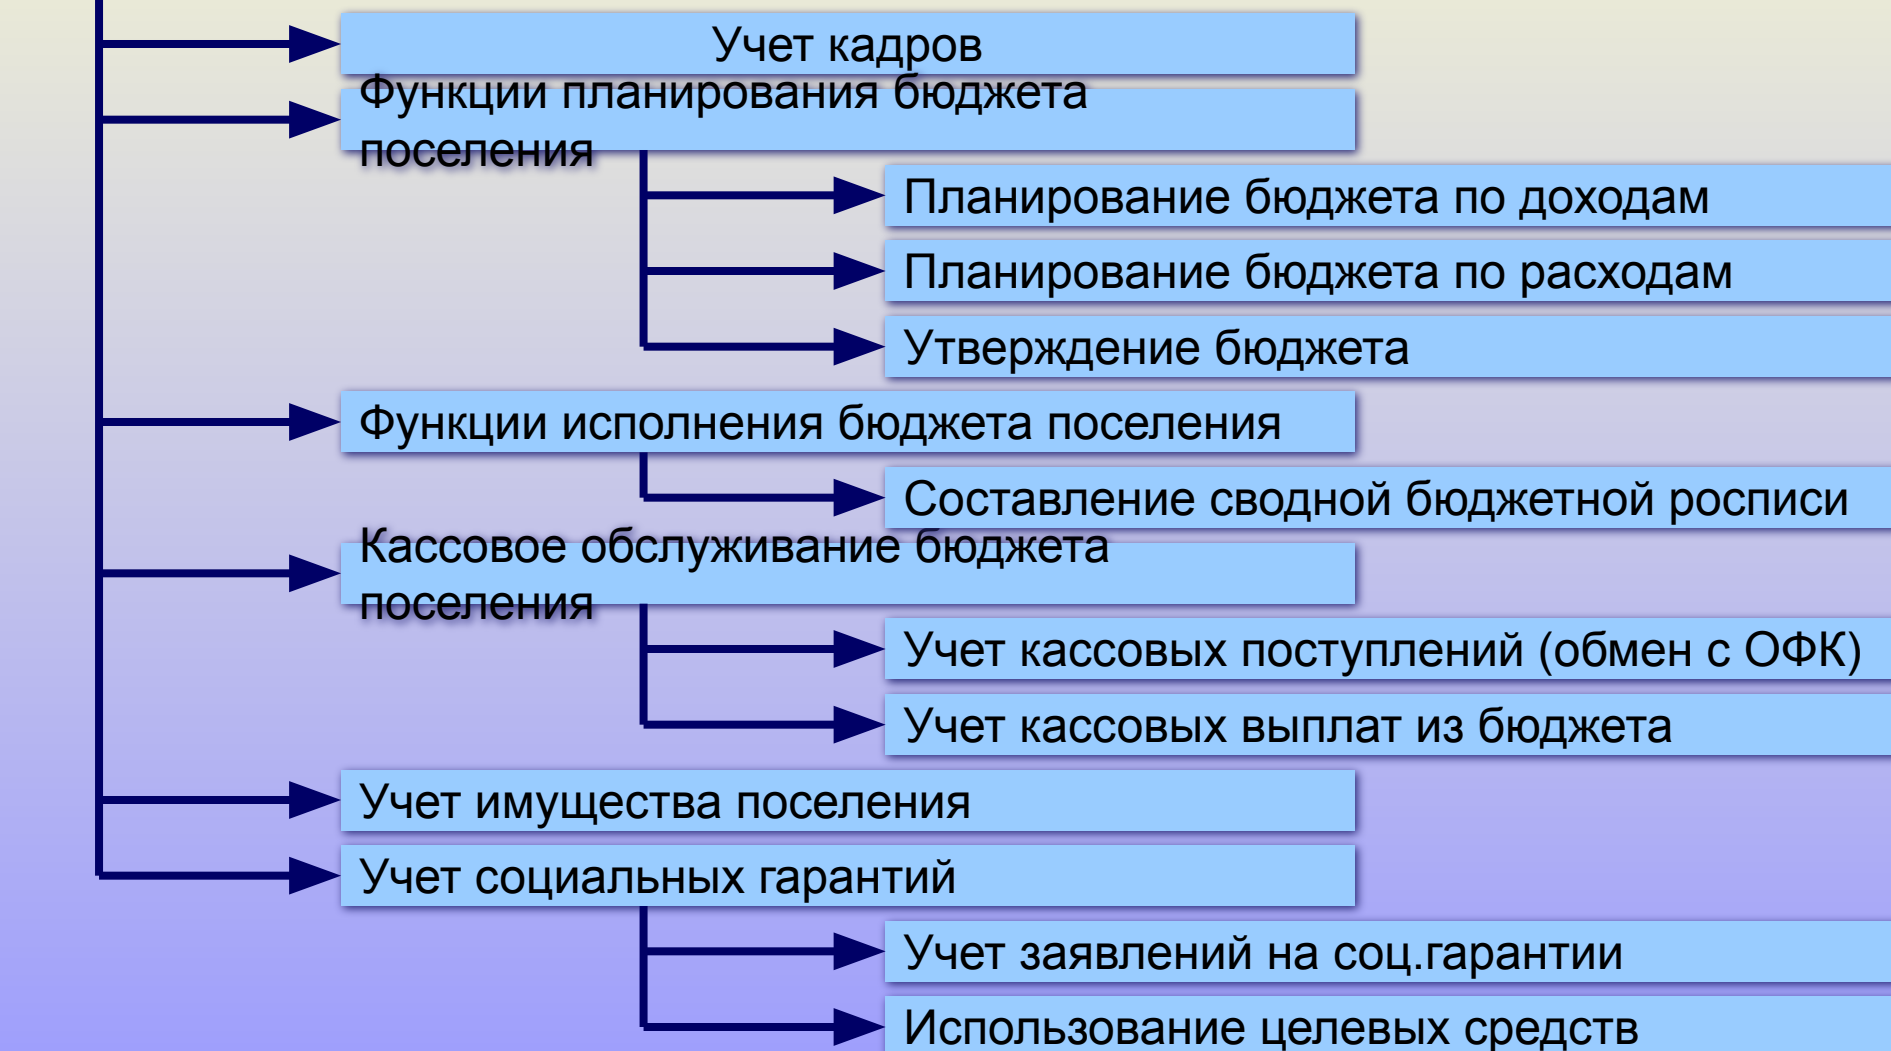 Учет кадров
Функции планирования бюджета
поселения
Планирование бюджета по доходам
Планирование бюджета по расходам
Утверждение бюджета
Функции исполнения бюджета поселения
Составление сводной бюджетной росписи
Кассовое обслуживание бюджета
поселения
Учет кассовых поступлений (обмен с ОФК)
Учет кассовых выплат из бюджета
Учет имущества поселения
Учет социальных гарантий
Учет заявлений на соц.гарантии
Использование целевых средств